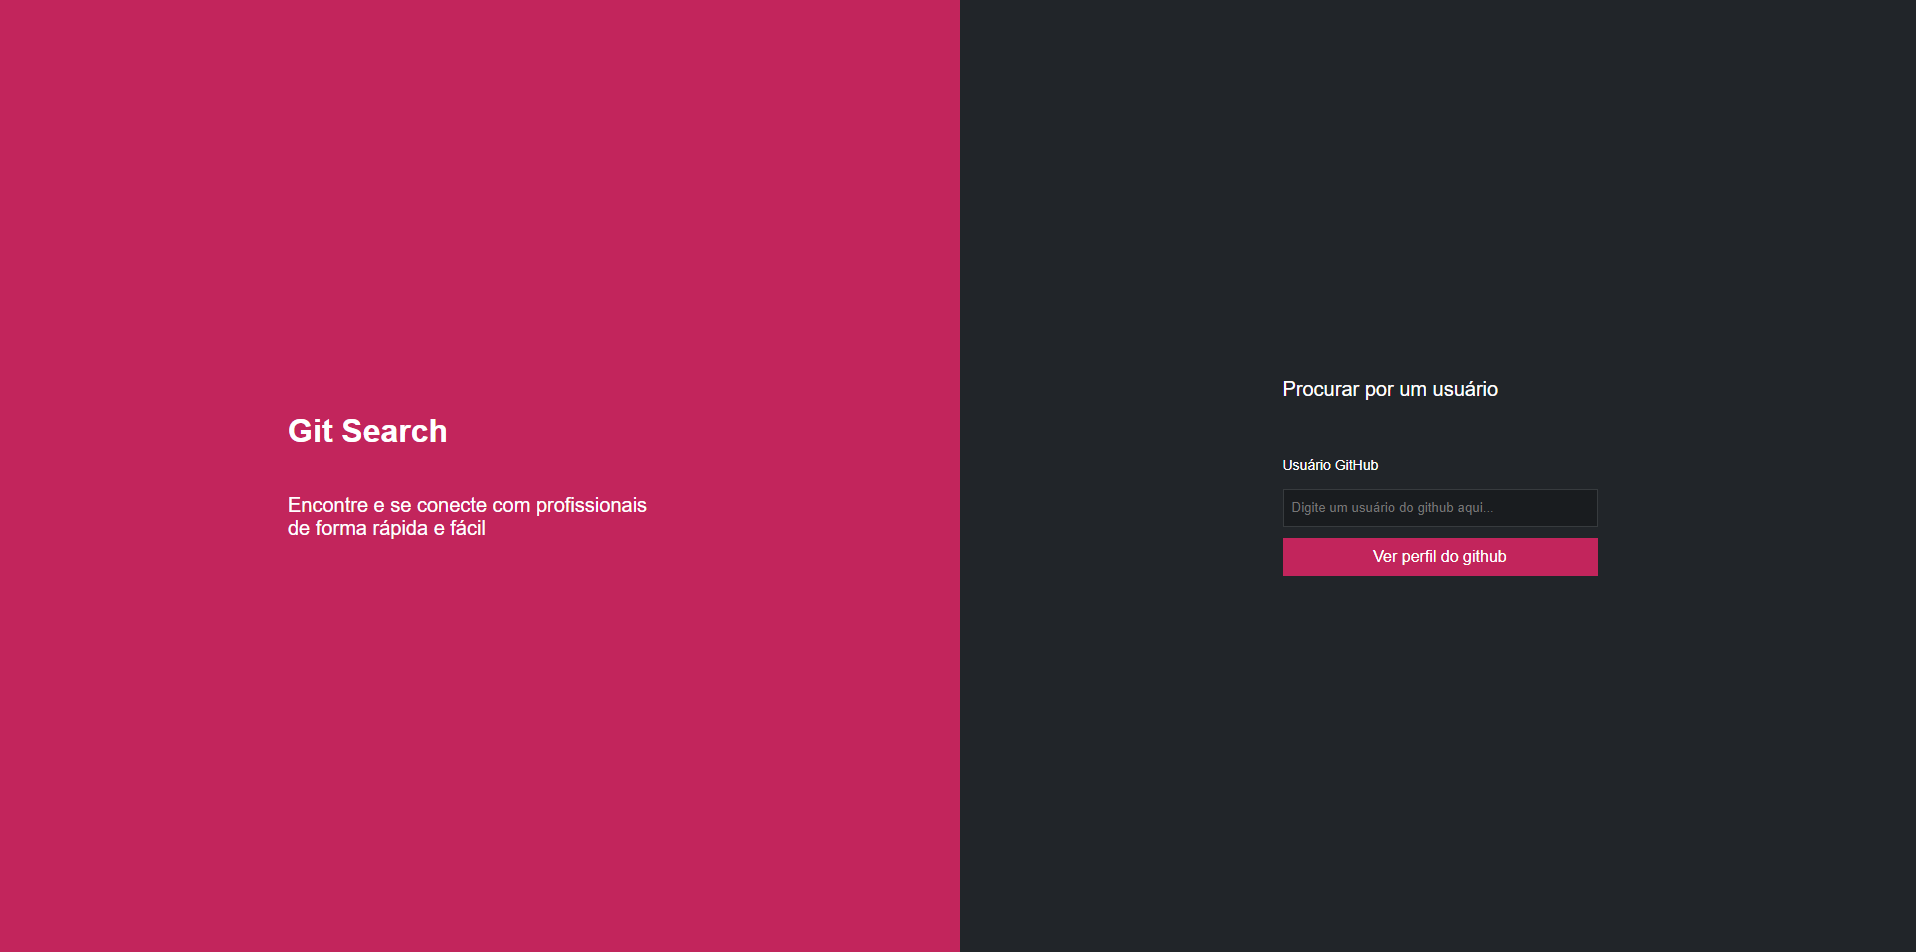 Git Search
Encontre e se conecte com profissionais
de forma rápida e fácil
Procurar por um usuário
Usuário GitHub
Digite um usuário do github aqui...
Ver perfil do github